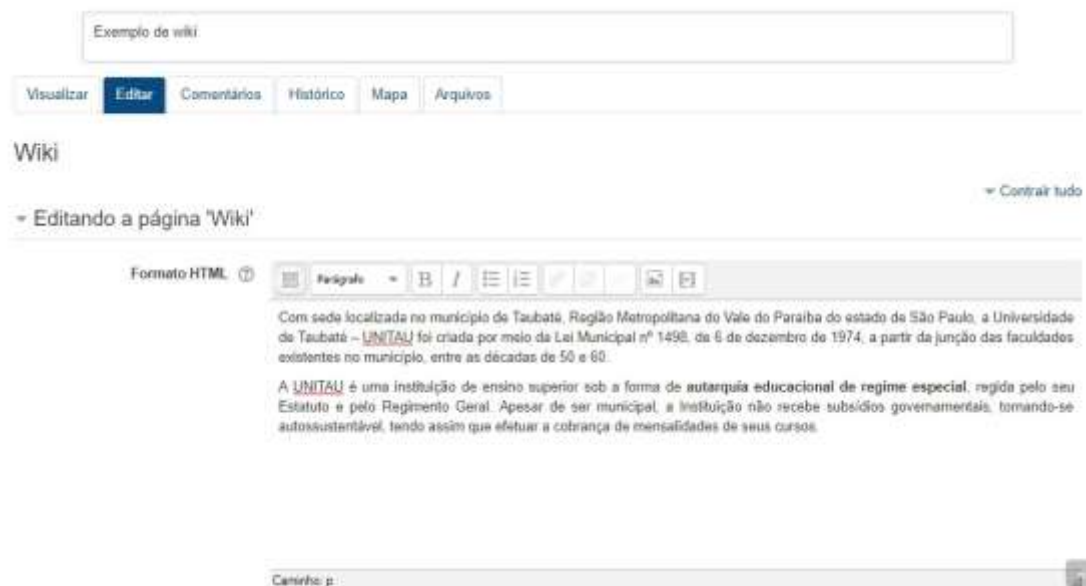 Exemplo de wiki
Visualizar Editar Comentários Histórico Mapa Arquivos
Wiki
Contrair tudo
Editando a página 'Wiki'
Formato HTML
Parágrafo B I
Com sede localizada no município de Taubaté, Região Metropolitana do Vale do Paraíba do estado de São Paulo, a Universidade
de Taubaté – UNITAU foi criada por meio da Lei Municipal nº 1498, de 6 de dezembro de 1974, a partir da junção das faculdades
existentes no município, entre as décadas de 50 e 60.
A UNITAU é uma instituição de ensino superior sob a forma de autarquia educacional de regime especial, regida pelo seu
Estatuto e pelo Regimento Geral. Apesar de ser municipal, a Instituição não recebe subsídios governamentais, tornando-se
autossustentável, tendo assim que efetuar a cobrança de mensalidades de seus cursos.
Caminho: p